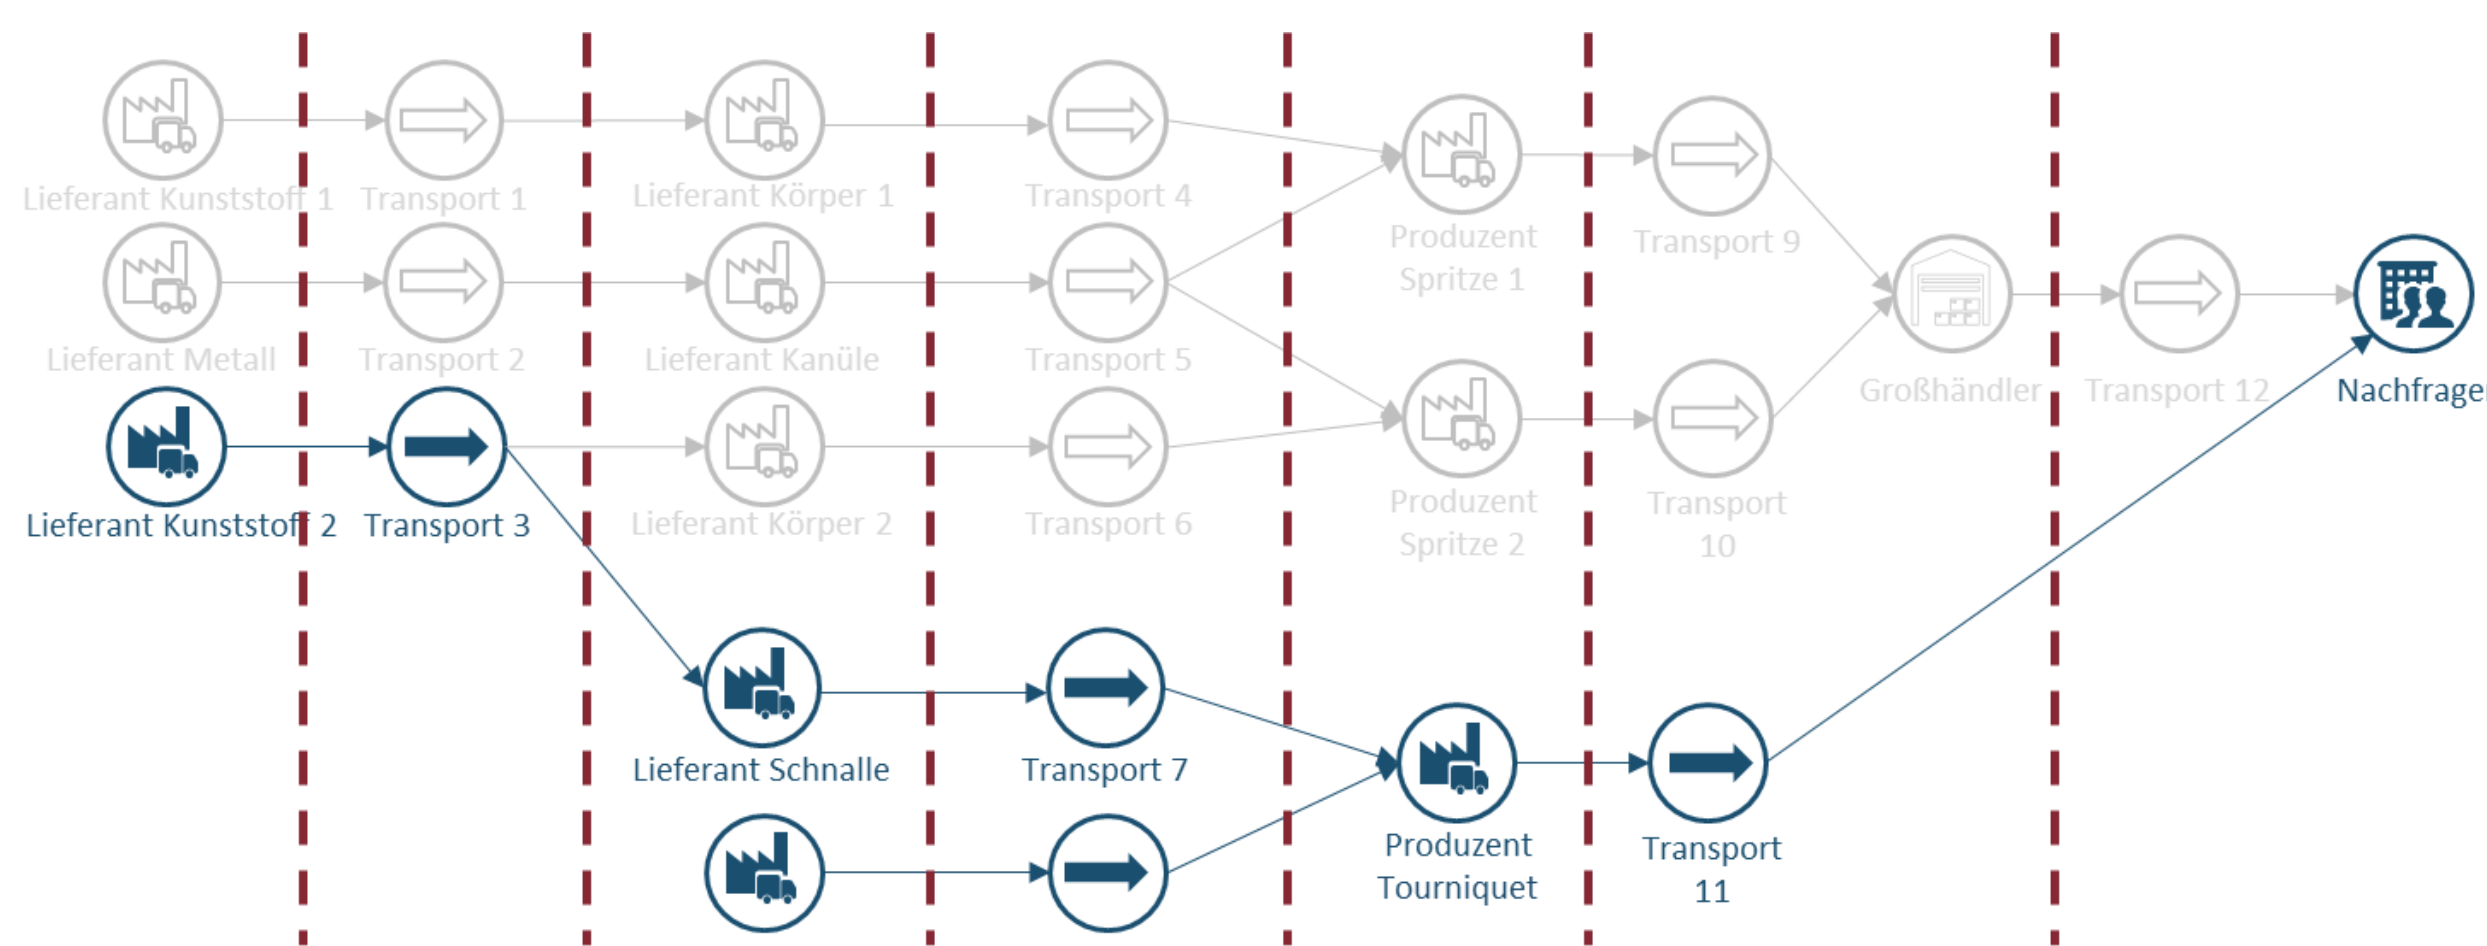 Lieferant Kunststoff 1
Transport 1
Lieferant Körper 1
Transport 4
Produzent
Spritze 1
Transport 9
Lieferant Metall
Transport 2
Lieferant Kanüle
Transport 5
Großhändler
Transport 12
Nachfrager
Lieferant Kunststoff 2
Transport 3
Lieferant Körper 2
Transport 6
Produzent
Spritze 2
Transport
10
Lieferant Schnalle
Transport 7
Produzent
Tourniquet
Transport
11